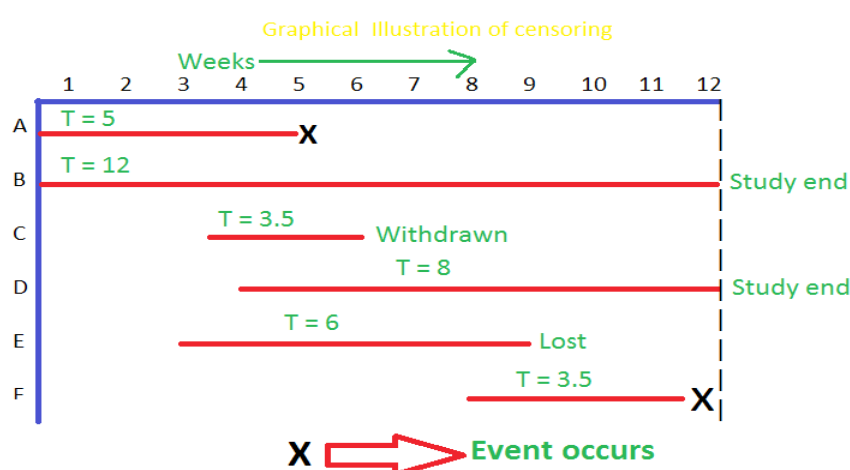 Graphical Illustration of censoring
Weeks
1 2 3 4 5 6 7 8 9 10 11 12
A T = 5 X
B T = 12 Study end
C T = 3.5 Withdrawn
D T = 8 Study end
E T = 6 Lost
F T = 3.5 X
X Event occurs